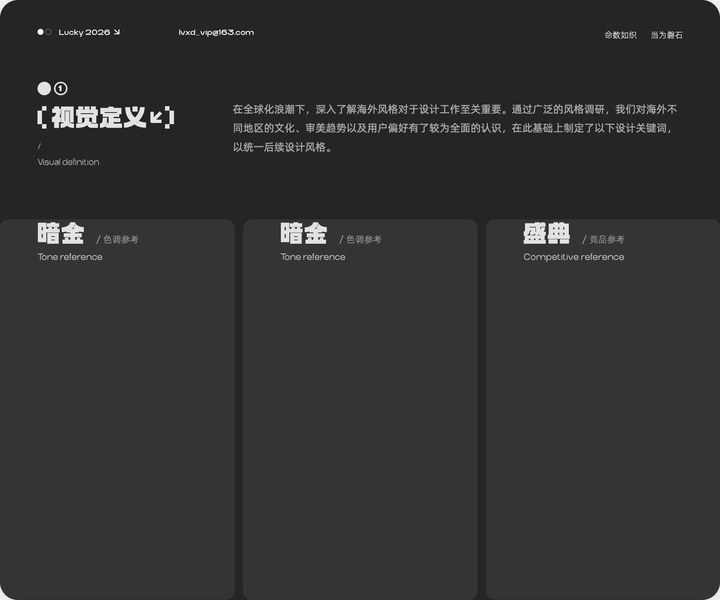 Lucky 2026
lvxd_vip@163.com
命数如织 当为磐石
1
视觉定义
/
Visual definition
在全球化浪潮下，深入了解海外风格对于设计工作至关重要。通过广泛的风格调研，我们对海外不
同地区的文化、审美趋势以及用户偏好有了较为全面的认识，在此基础上制定了以下设计关键词，
以统一后续设计风格。
暗金 / 色调参考
Tone reference
暗金 / 色调参考
Tone reference
盛典 / 竞品参考
Competitive reference